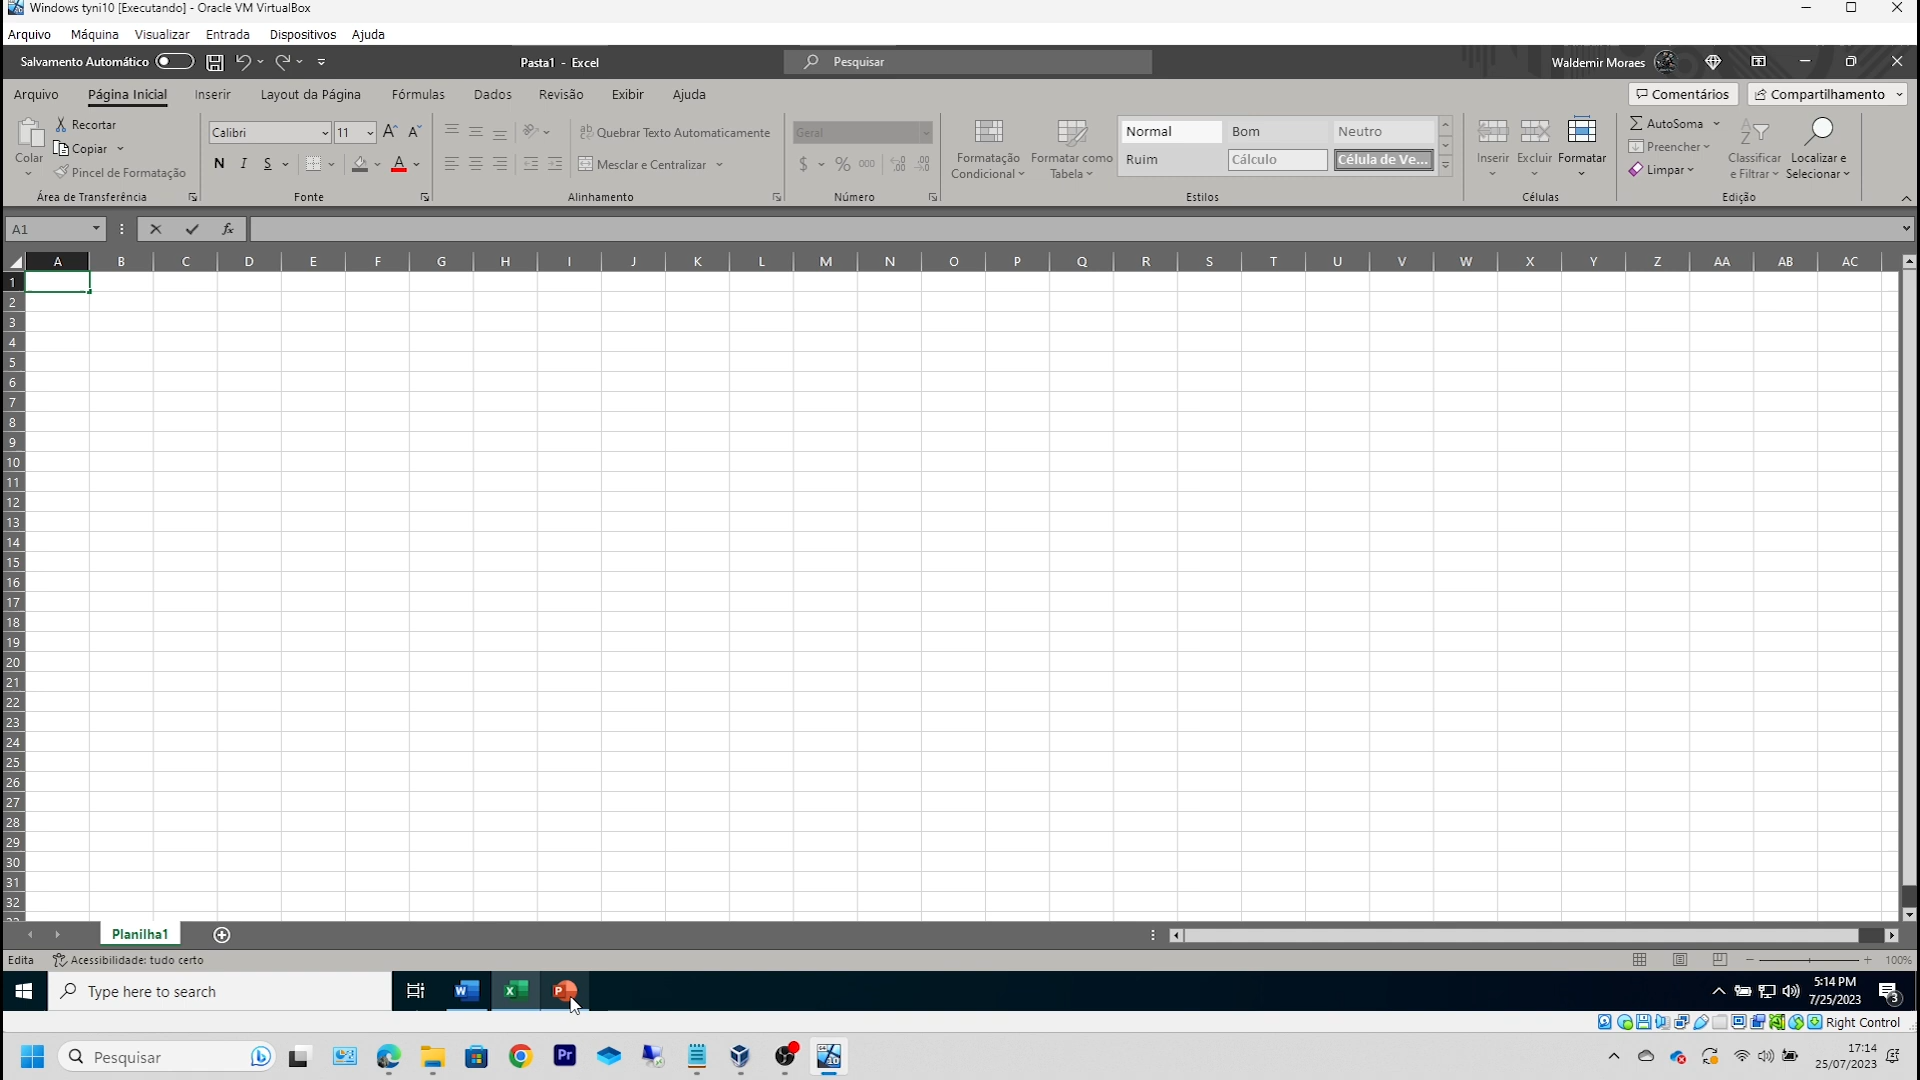 Windows tyni10 [Executando] - Oracle VM VirtualBox
Arquivo Máquina Visualizar Entrada Dispositivos Ajuda
Salvamento Automático Pasta1 - Excel Pesquisar Waldemir Moraes
Arquivo Página Inicial Inserir Layout da Página Fórmulas Dados Revisão Exibir Ajuda Comentários Compartilhamento
Colar
Recortar
Copiar
Pincel de Formatação
Área de Transferência
Calibri 11
N I S
Fonte
Quebrar Texto Automaticamente
Mesclar e Centralizar
Alinhamento
Geral
$ % 000
Número
Formatação Condicional
Formatar como Tabela
Normal Bom Neutro
Ruim Cálculo Célula de Ve...
Estilos
Inserir Excluir Formatar
Células
AutoSoma
Preencher
Limpar
Classificar e Filtrar
Localizar e Selecionar
Edição
A1 fx
A B C D E F G H I J K L M N O P Q R S T U V W X Y Z AA AB AC
1
2
3
4
5
6
7
8
9
10
11
12
13
14
15
16
17
18
19
20
21
22
23
24
25
26
27
28
29
30
31
32
Planilha1
Edita Acessibilidade: tudo certo 100%
Type here to search 5:14 PM
7/25/2023 3
Right Control
Pesquisar Pr 17:14
25/07/2023